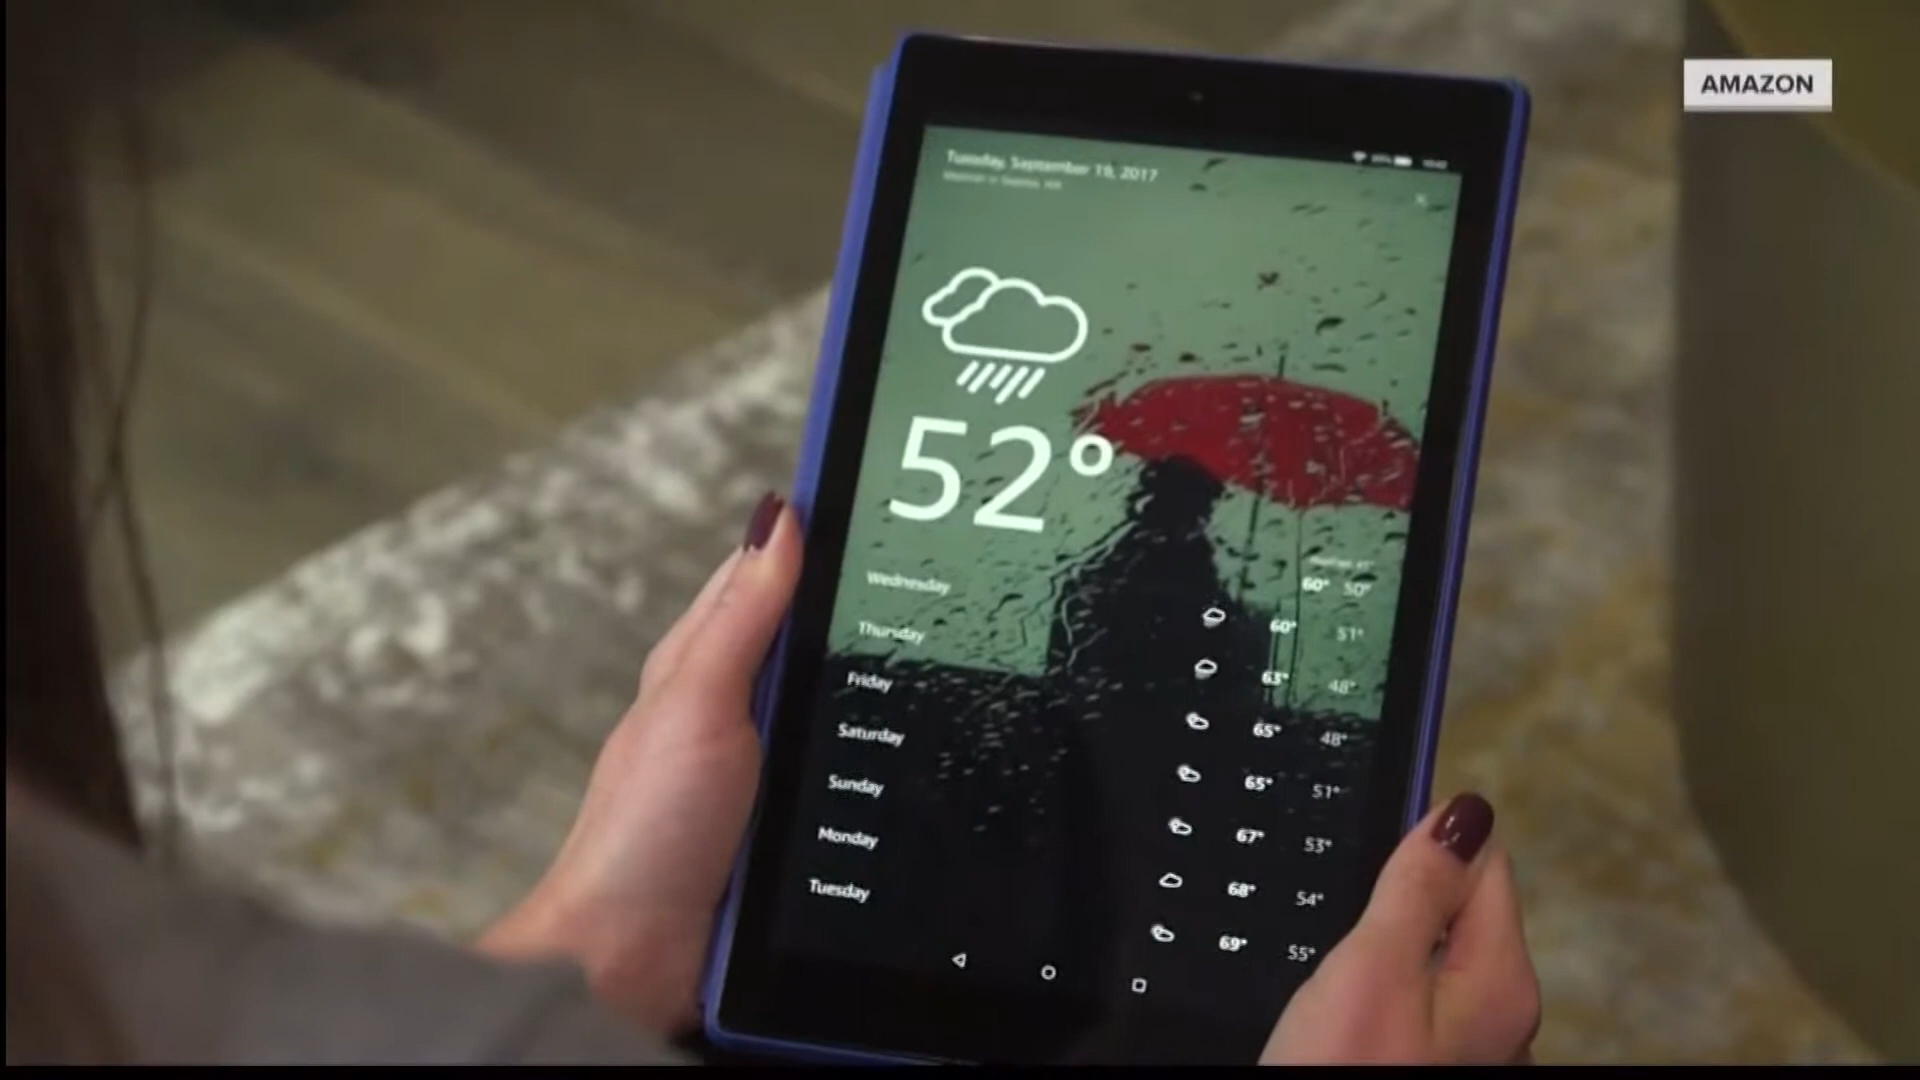 AMAZON
Tuesday, September 19, 2017
52°
60° 50°
Wednesday 60° 51°
Thursday 63° 48°
Friday 65° 48°
Saturday 65° 51°
Sunday 67° 53°
Monday 68° 54°
Tuesday 69° 55°